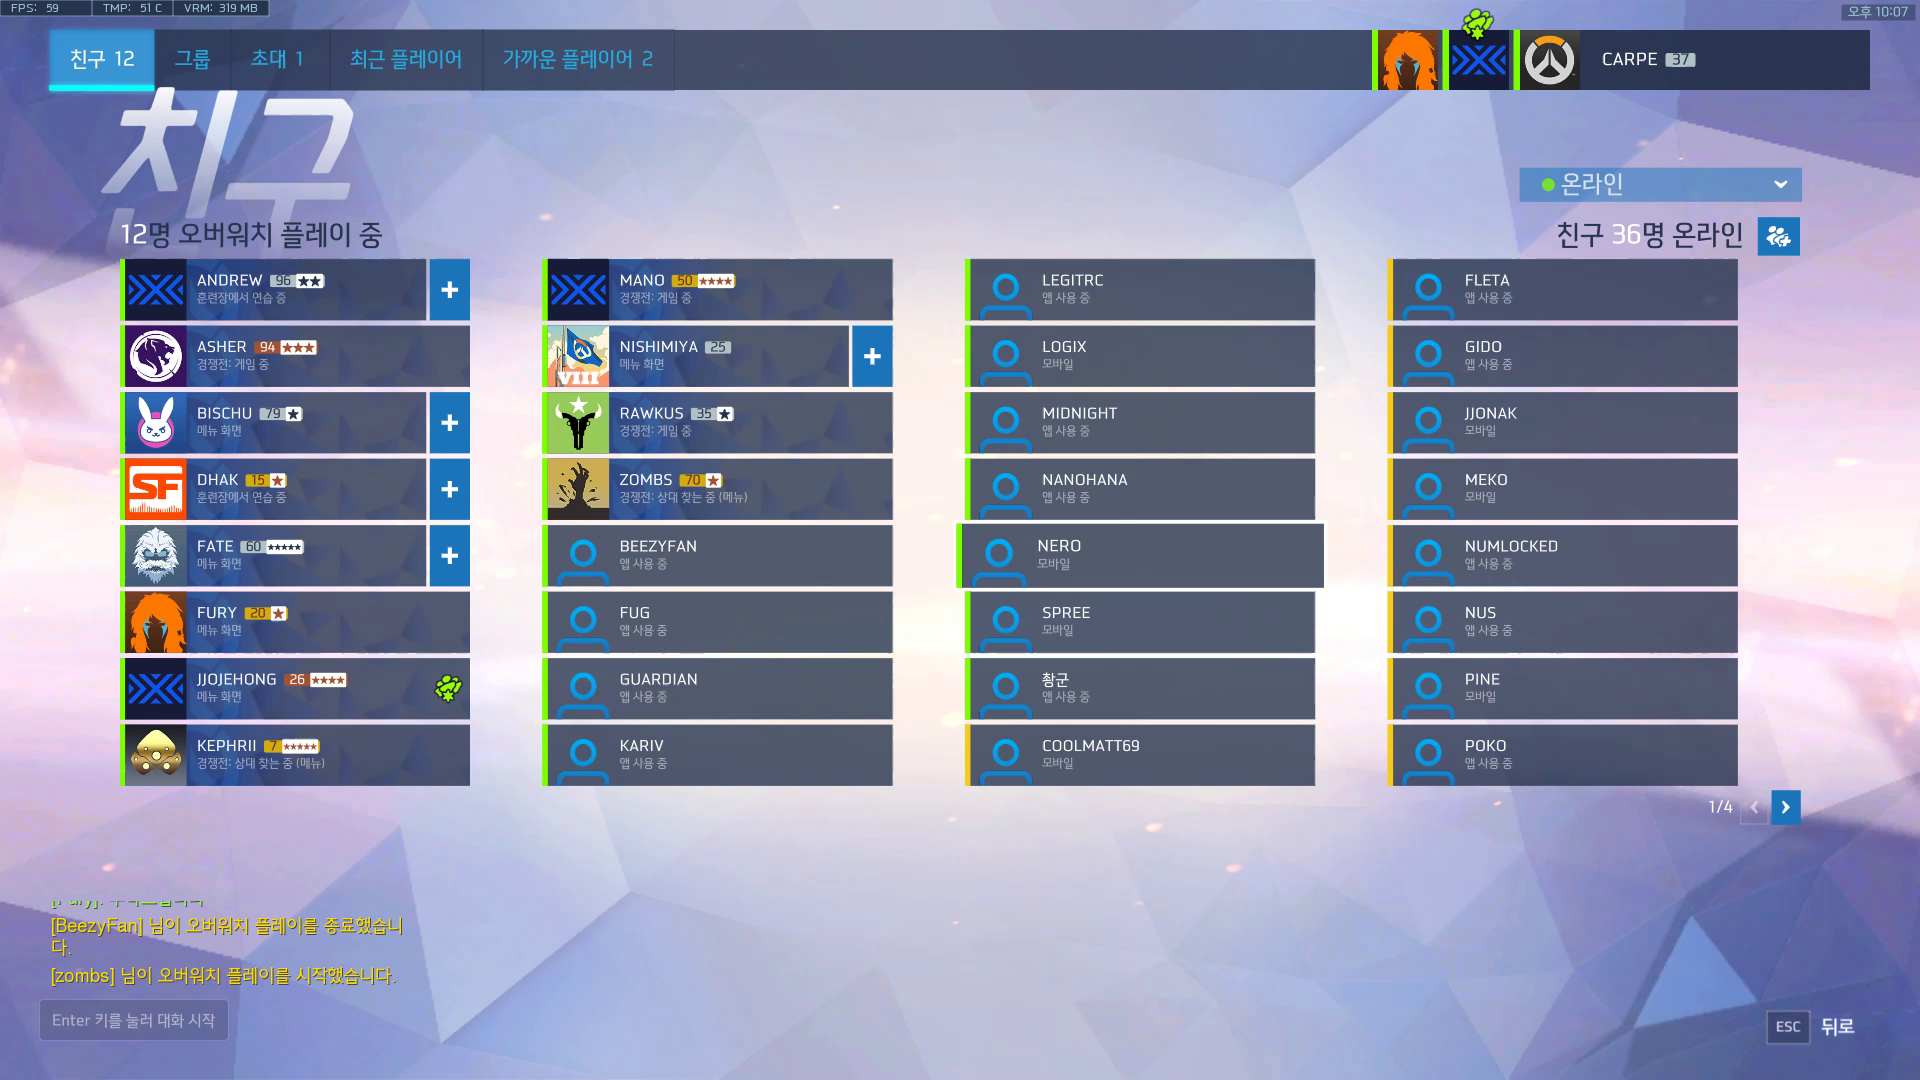 FPS: 59 TMP: 51 C VRM: 319 MB
오후 10:07
친구 12 그룹 초대 1 최근 플레이어 가까운 플레이어 2
CARPE 37
친구
온라인
12명 오버워치 플레이 중
친구 36명 온라인
ANDREW 96
훈련장에서 연습 중
ASHER 94
경쟁전: 게임 중
BISCHU 79
메뉴 화면
SF
DHAK 15
훈련장에서 연습 중
FATE 60
메뉴 화면
FURY 20
메뉴 화면
JJOJEHONG 26
메뉴 화면
KEPHRII 7
경쟁전: 상대 찾는 중 (메뉴)
MANO 50
경쟁전: 게임 중
VIII
NISHIMIYA 25
메뉴 화면
RAWKUS 35
경쟁전: 게임 중
ZOMBS 70
경쟁전: 상대 찾는 중 (메뉴)
BEEZYFAN
앱 사용 중
FUG
앱 사용 중
GUARDIAN
앱 사용 중
KARIV
앱 사용 중
LEGITRC
앱 사용 중
LOGIX
모바일
MIDNIGHT
앱 사용 중
NANOHANA
앱 사용 중
NERO
모바일
SPREE
모바일
촹군
앱 사용 중
COOLMATT69
모바일
FLETA
앱 사용 중
GIDO
앱 사용 중
JJONAK
모바일
MEKO
모바일
NUMLOCKED
앱 사용 중
NUS
앱 사용 중
PINE
모바일
POKO
앱 사용 중
1/4
[BeezyFan] 님이 오버워치 플레이를 종료했습니
다.
[zombs] 님이 오버워치 플레이를 시작했습니다.
Enter 키를 눌러 대화 시작
ESC 뒤로